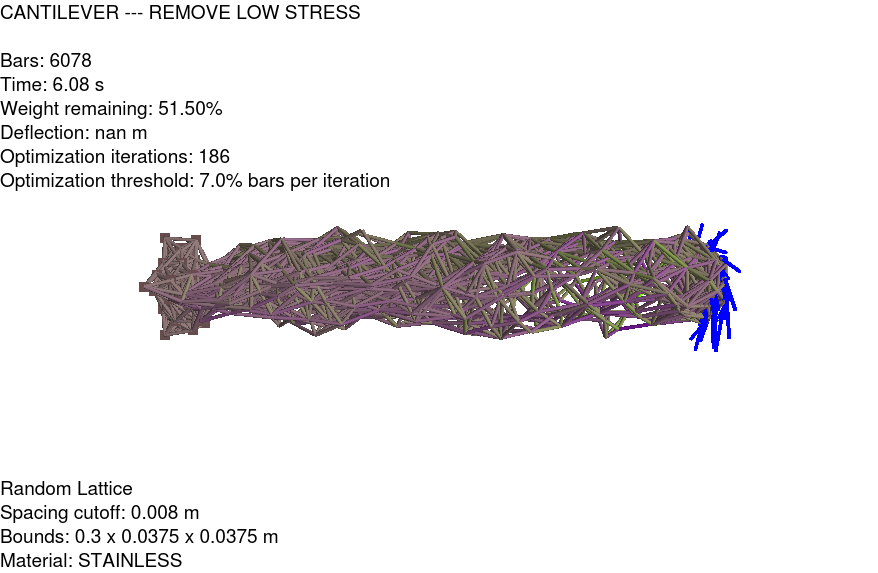 CANTILEVER --- REMOVE LOW STRESS
Bars: 6078
Time: 6.08 s
Weight remaining: 51.50%
Deflection: nan m
Optimization iterations: 186
Optimization threshold: 7.0% bars per iteration
Random Lattice
Spacing cutoff: 0.008 m
Bounds: 0.3 x 0.0375 x 0.0375 m
Material: STAINLESS